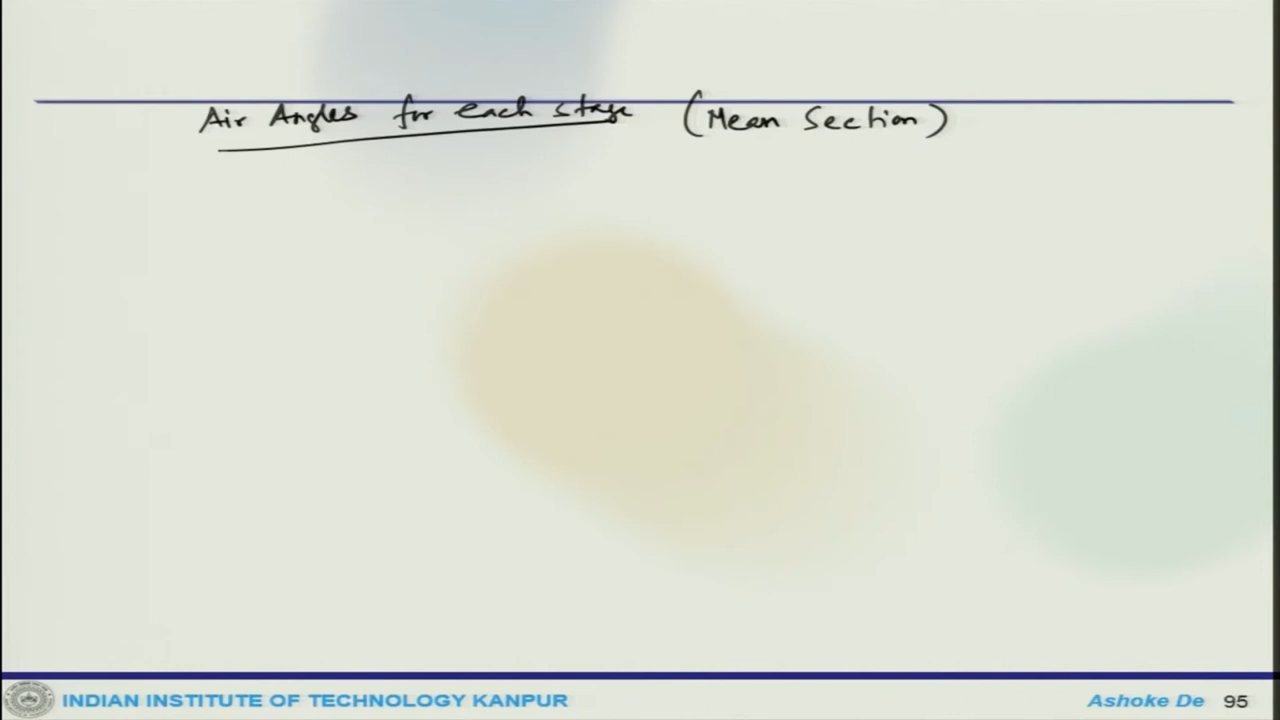 Air Angles for each stage (Mean Section)
INDIAN INSTITUTE OF TECHNOLOGY KANPUR
Ashoke De 95